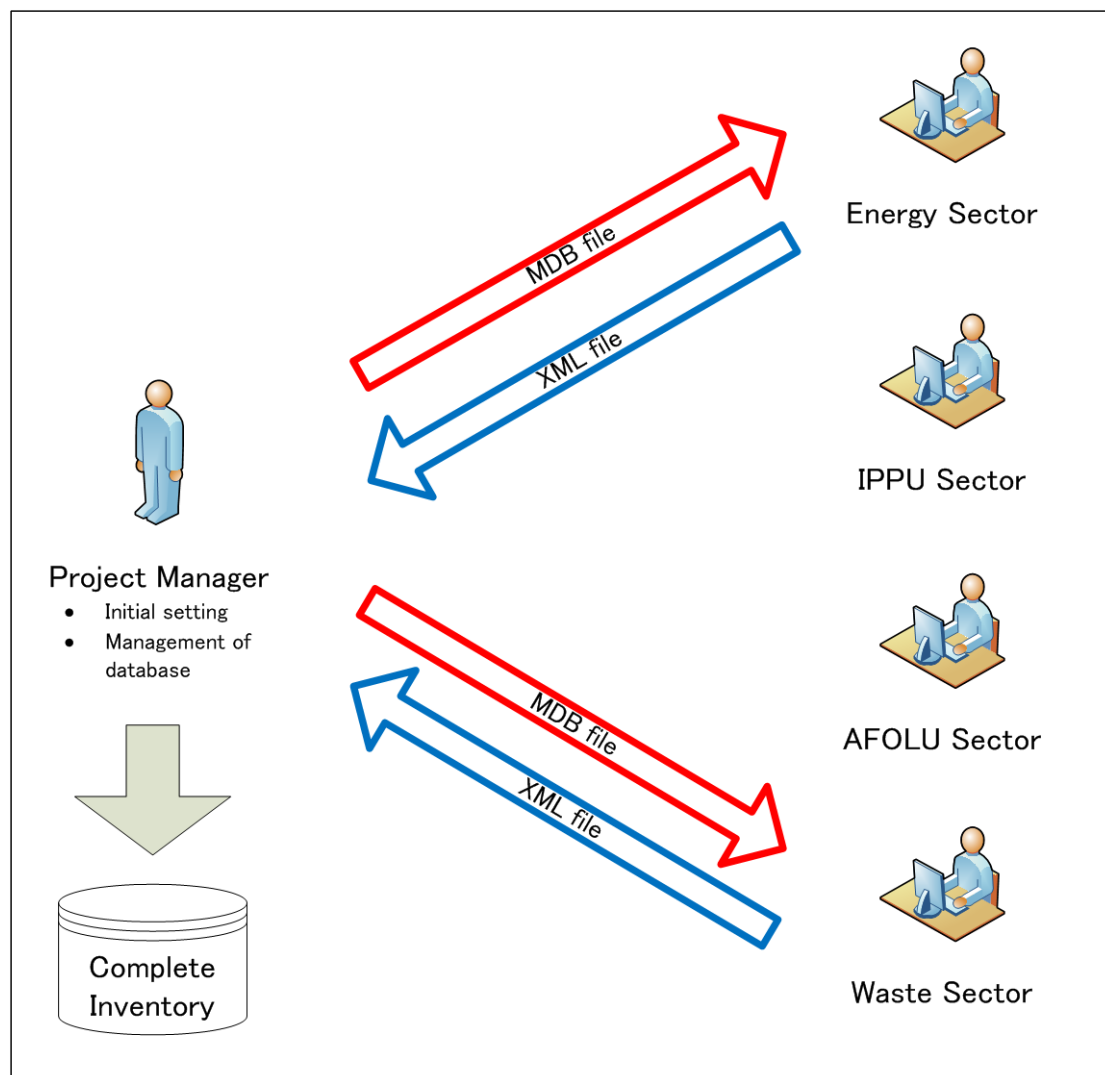 Energy Sector
MDB file
XML file
IPPU Sector
Project Manager
• Initial setting
• Management of
database
MDB file
XML file
AFOLU Sector
Complete
Inventory
Waste Sector